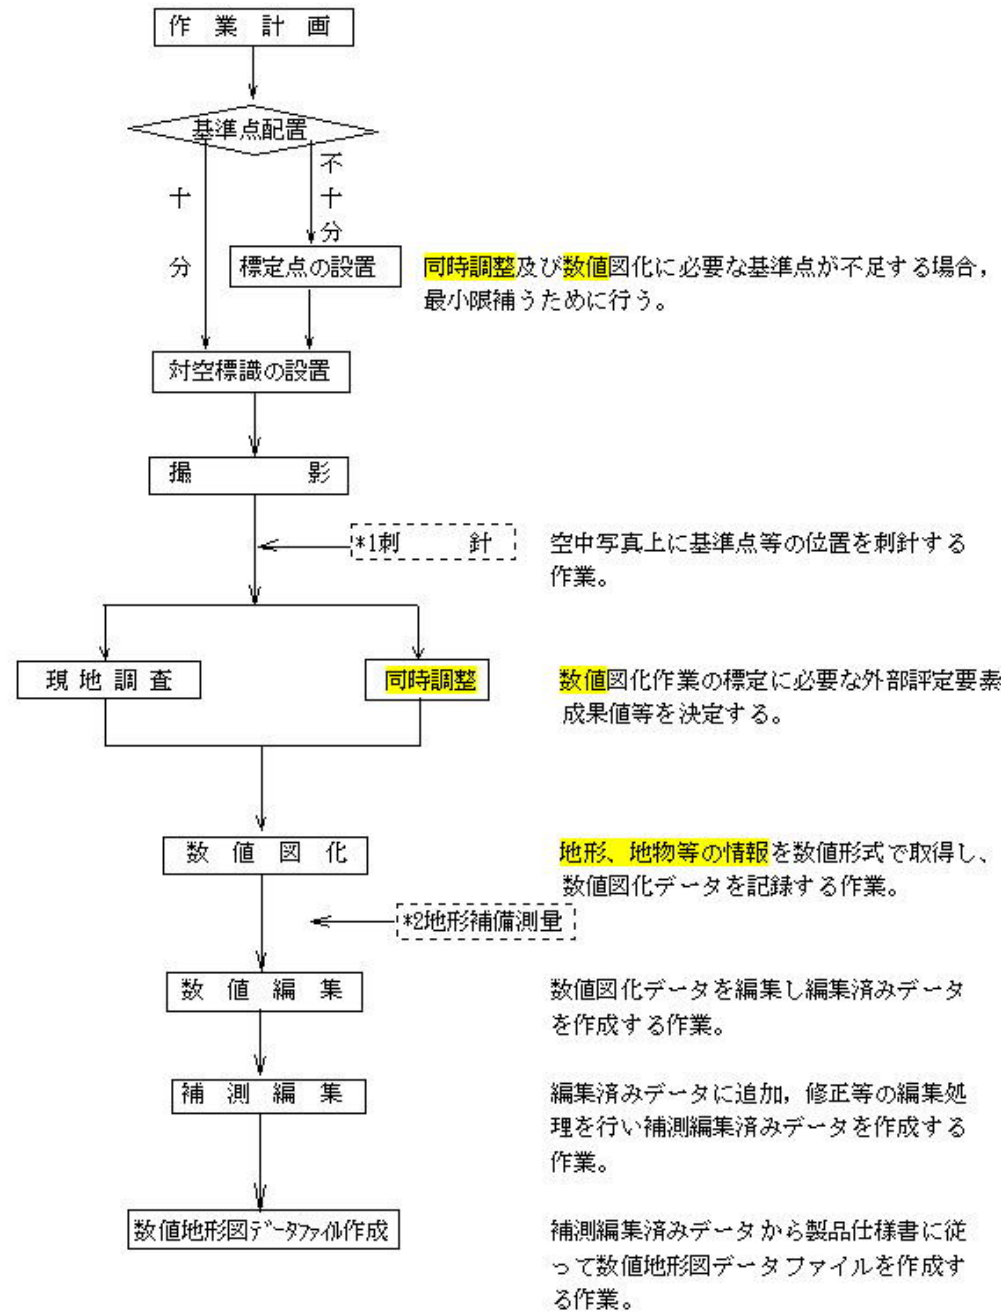 作業計画
基準点配置
十分
不十分
標定点の設置
同時調整及び数値図化に必要な基準点が不足する場合，
最小限補うために行う。
対空標識の設置
撮影
*1刺針
空中写真上に基準点等の位置を刺針する
作業。
現地調査
同時調整
数値図化作業の標定に必要な外部評定要素
成果値等を決定する。
数値図化
地形、地物等の情報を数値形式で取得し、
数値図化データを記録する作業。
*2地形補備測量
数値編集
数値図化データを編集し編集済みデータ
を作成する作業。
補測編集
編集済みデータに追加，修正等の編集処
理を行い補測編集済みデータを作成する
作業。
数値地形図ﾃﾞｰﾀﾌｧｲﾙ作成
補測編集済みデータから製品仕様書に従
って数値地形図データファイルを作成す
る作業。